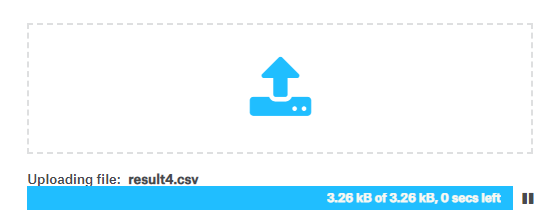 Uploading file: result4.csv
3.26 kB of 3.26 kB, 0 secs left